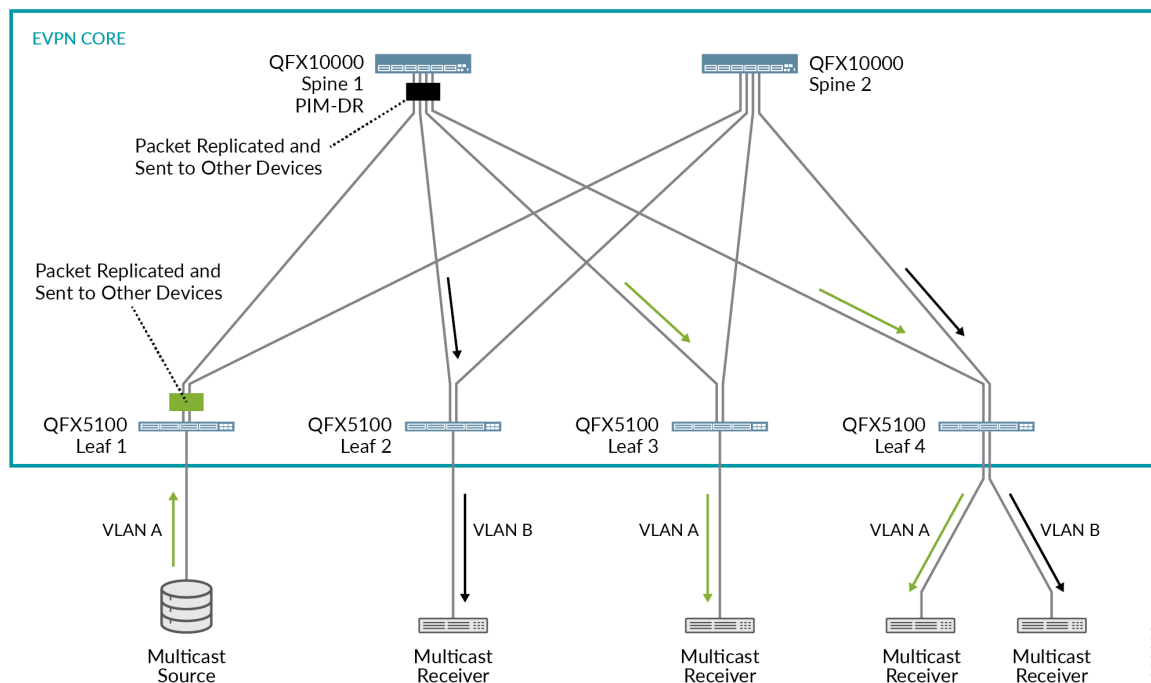 EVPN CORE
QFX10000
Spine 1
PIM-DR
QFX10000
Spine 2
Packet Replicated and
Sent to Other Devices
Packet Replicated and
Sent to Other Devices
QFX5100
Leaf 1
QFX5100
Leaf 2
QFX5100
Leaf 3
QFX5100
Leaf 4
VLAN A
VLAN B
VLAN A
VLAN A
VLAN B
Multicast
Source
Multicast
Receiver
Multicast
Receiver
Multicast
Receiver
Multicast
Receiver